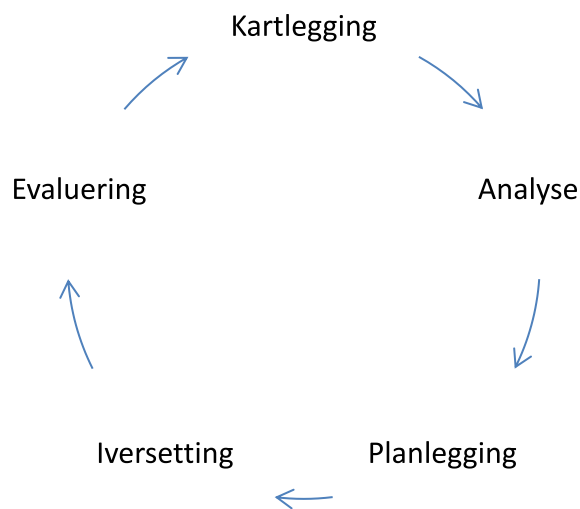 Kartlegging
Analyse
Planlegging
Iversetting
Evaluering